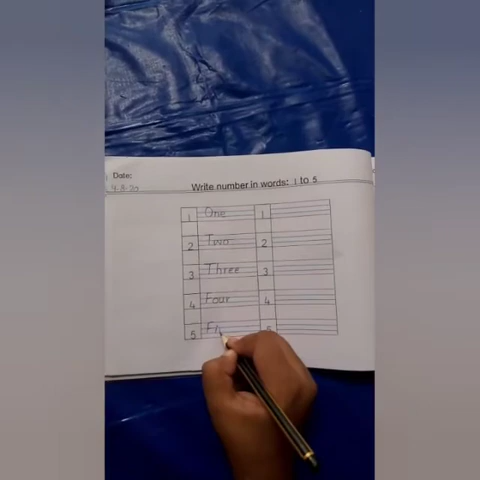 Date:
4-8-20
Write number in words: 1 to 5
1 One 1
2 Two 2
3 Three 3
4 Four 4
5 Fi 5